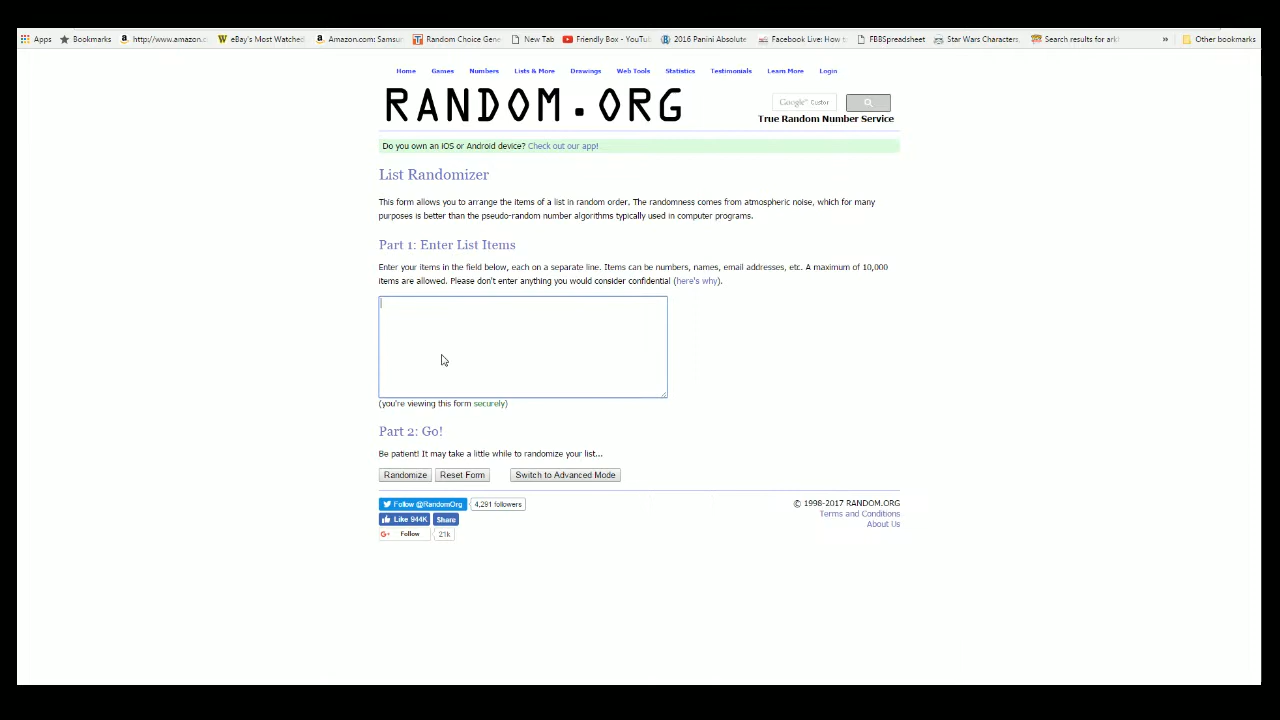 Apps Bookmarks http://www.amazon.c eBay's Most Watched Amazon.com: Samsu Random Choice Gene New Tab Friendly Box - YouTu 2016 Panini Absolute Facebook Live: How t FBBSpreadsheet Star Wars Characters, Search results for ark » Other bookmarks
Home Games Numbers Lists & More Drawings Web Tools Statistics Testimonials Learn More Login
RANDOM.ORG
Google™ Custor
True Random Number Service
Do you own an iOS or Android device? Check out our app!
List Randomizer
This form allows you to arrange the items of a list in random order. The randomness comes from atmospheric noise, which for many
purposes is better than the pseudo-random number algorithms typically used in computer programs.
Part 1: Enter List Items
Enter your items in the field below, each on a separate line. Items can be numbers, names, email addresses, etc. A maximum of 10,000
items are allowed. Please don't enter anything you would consider confidential (here's why).
(you're viewing this form securely)
Part 2: Go!
Be patient! It may take a little while to randomize your list...
Randomize Reset Form Switch to Advanced Mode
Follow @RandomOrg 4,291 followers
Like 944K Share
G+ Follow 21k
© 1998-2017 RANDOM.ORG
Terms and Conditions
About Us